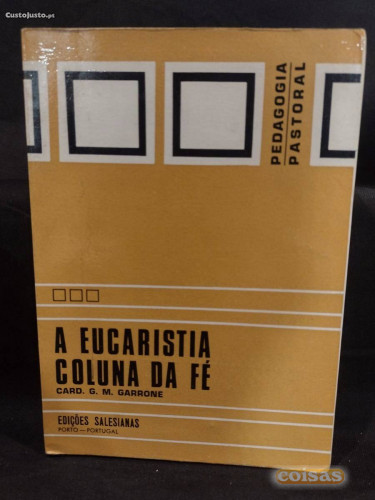 CustoJusto.pt
PEDAGOGIA
PASTORAL
A EUCARISTIA
COLUNA DA FÉ
CARD. G. M. GARRONE
EDIÇÕES SALESIANAS
PORTO — PORTUGAL
coisas